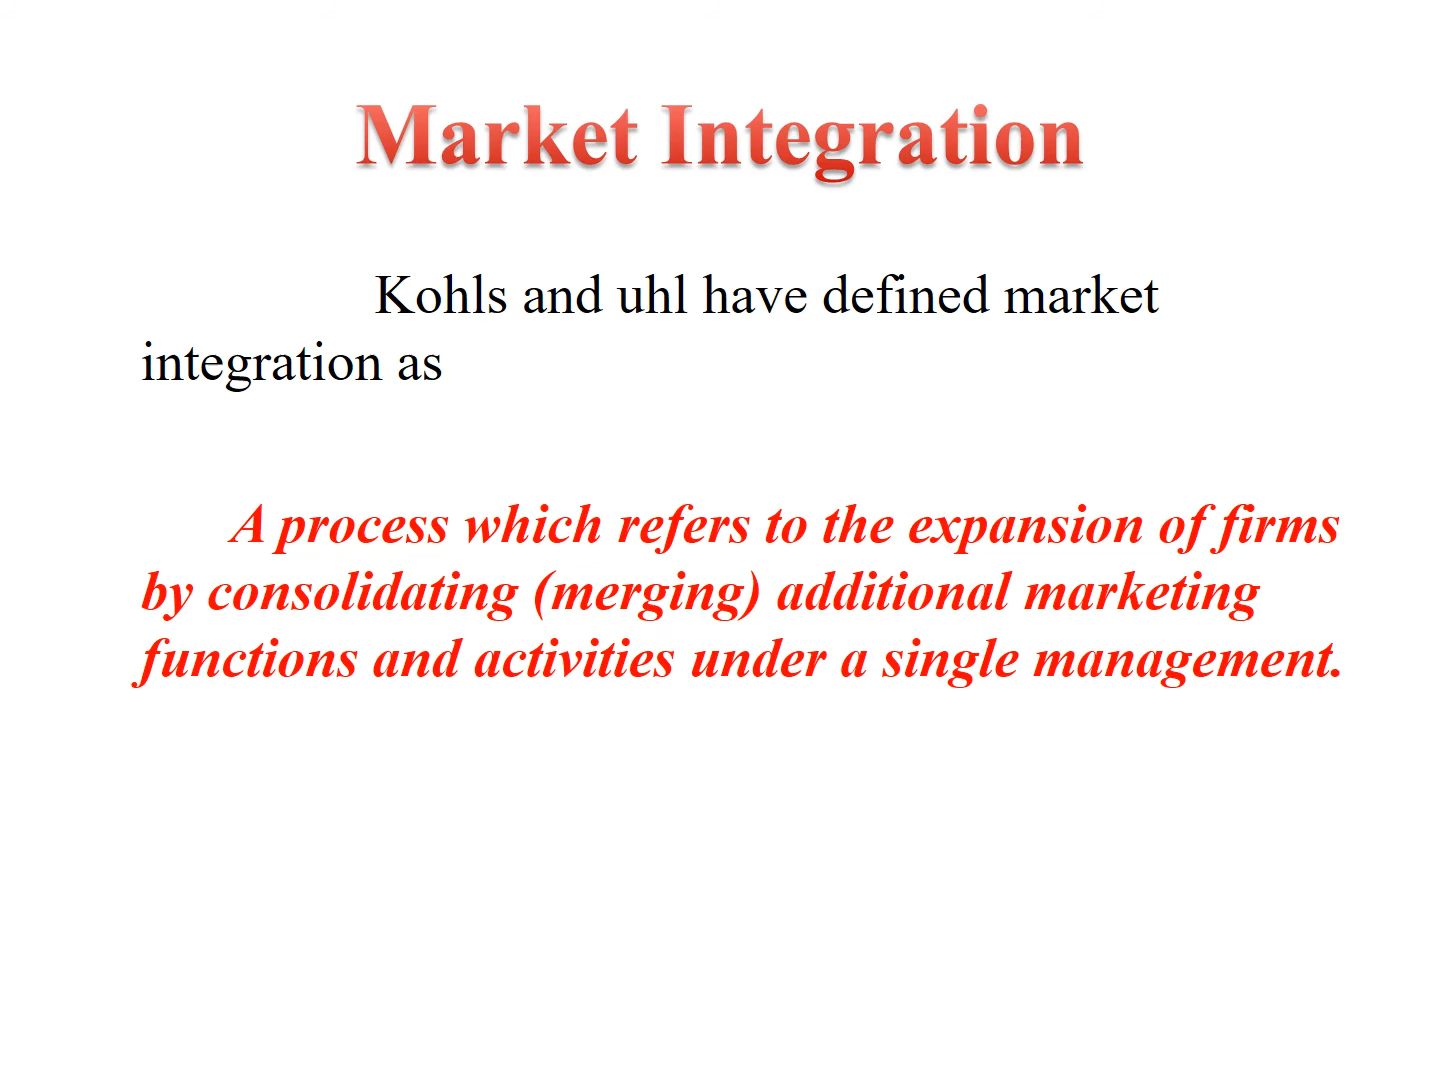 Market Integration
Kohls and uhl have defined market
integration as
A process which refers to the expansion of firms
by consolidating (merging) additional marketing
functions and activities under a single management.